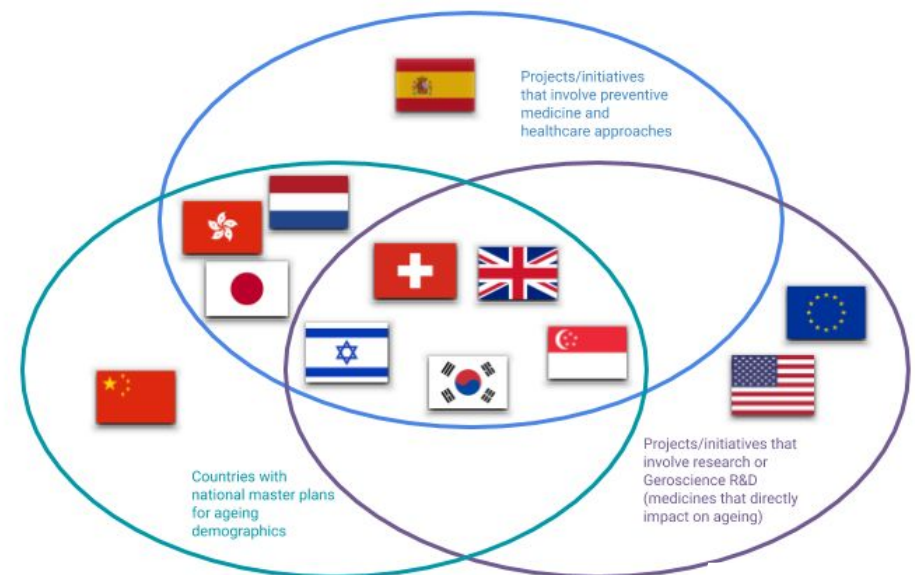 Projects/initiatives
that involve preventive
medicine and
healthcare approaches
Projects/initiatives that
involve research or
Geroscience R&D
(medicines that directly
impact on ageing)
Countries with
national master plans
for ageing
demographics